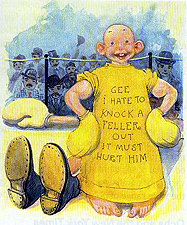 GEE
I HATE TO
KNOCK A
FELLER
OUT
IT MUST
HURT HIM